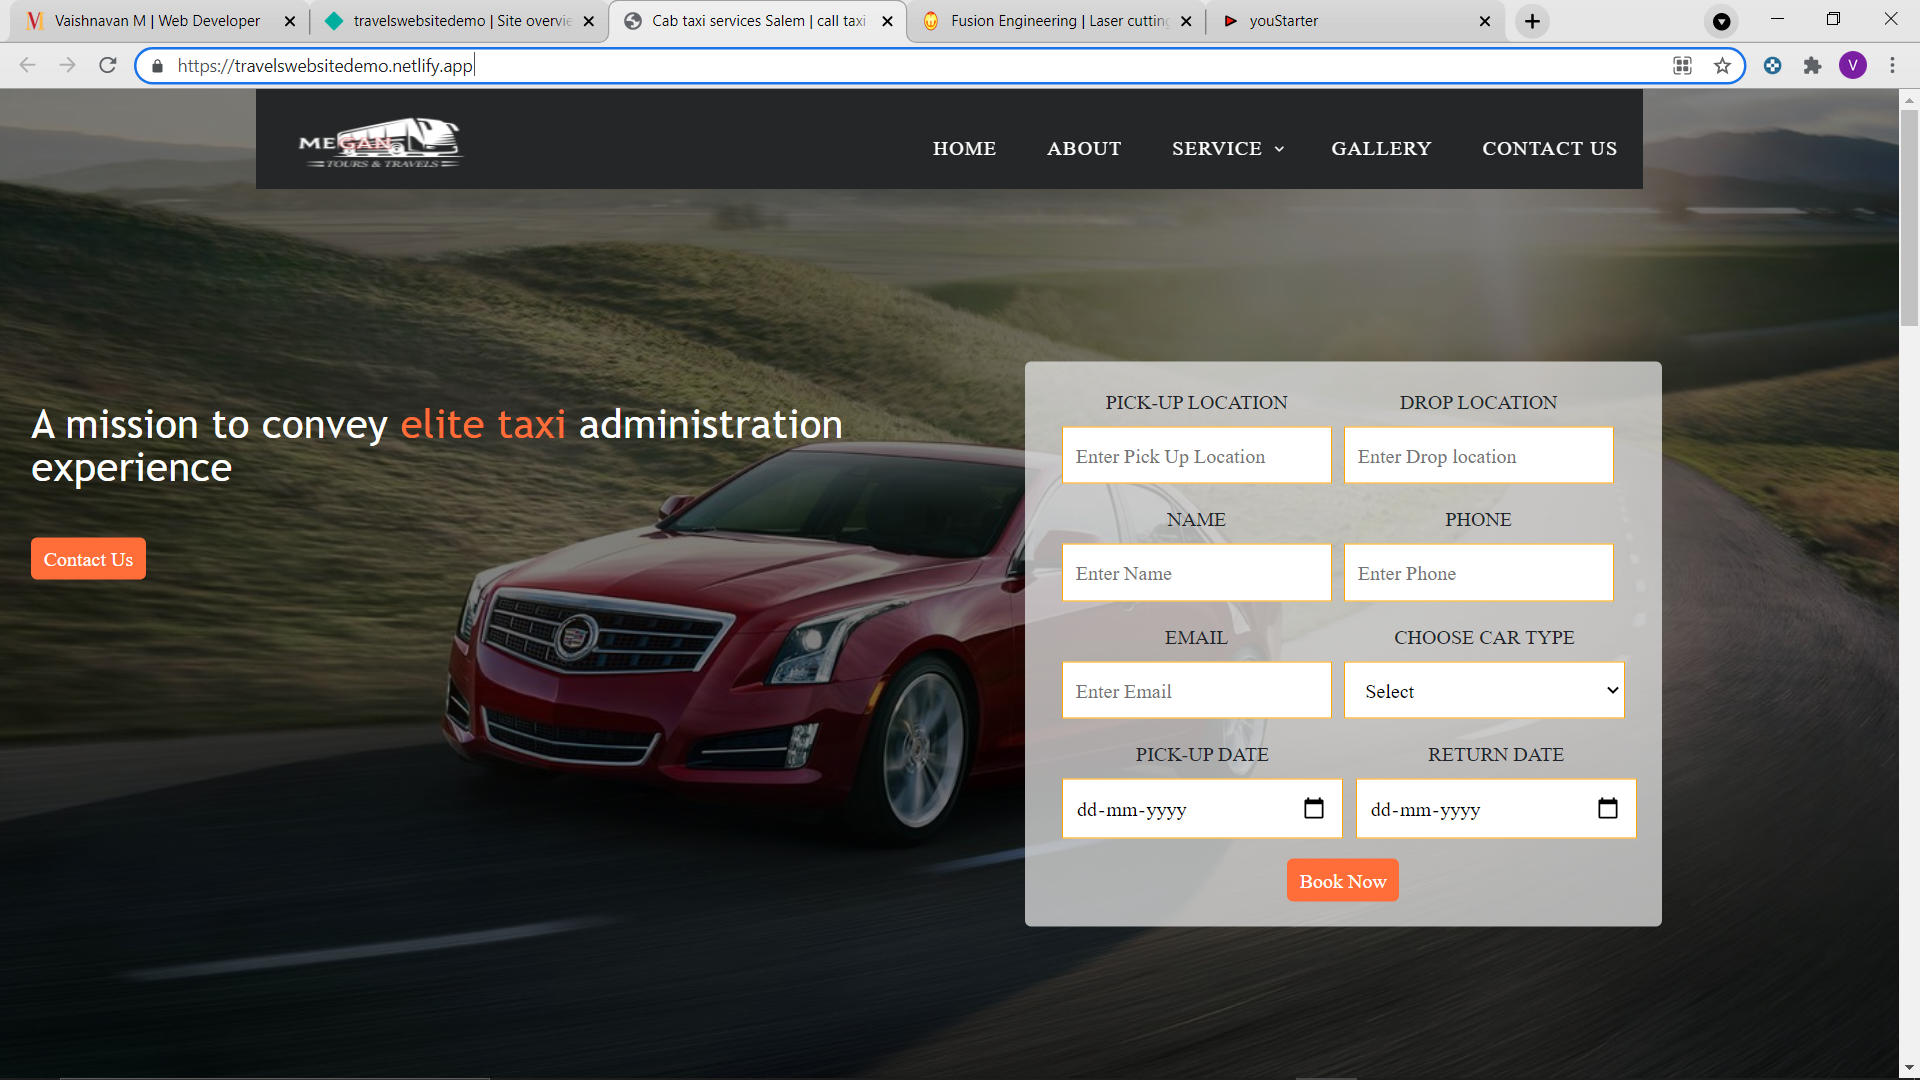 Vaishnavan M | Web Developer
travelswebsitedemo | Site overvie
Cab taxi services Salem | call taxi
Fusion Engineering | Laser cutting
youStarter
https://travelswebsitedemo.netlify.app
V
MEGAN
TOURS & TRAVELS
HOME
ABOUT
SERVICE
GALLERY
CONTACT US
A mission to convey elite taxi administration
experience
Contact Us
PICK-UP LOCATION
DROP LOCATION
Enter Pick Up Location
Enter Drop location
NAME
PHONE
Enter Name
Enter Phone
EMAIL
CHOOSE CAR TYPE
Enter Email
Select
PICK-UP DATE
RETURN DATE
dd-mm-yyyy
dd-mm-yyyy
Book Now